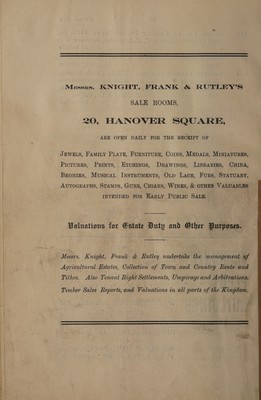 Messrs. KNIGHT, FRANK & RUTLEY'S
SALE ROOMS,
20, HANOVER SQUARE,
ARE OPEN DAILY FOR THE RECEIPT OF
Jewels, Family Plate, Furniture, Coins, Medals, Miniatures,
Pictures, Prints, Etchings, Drawings, Libraries, China,
Bronzes, Musical Instruments, Old Lace, Furs, Statuary,
Autographs, Stamps, Guns, Cigars, Wines, & other Valuables
intended for Early Public Sale.
Valuations for Estate Duty and Other Purposes.
Messrs. Knight, Frank & Rutley undertake the management of
Agricultural Estates, Collection of Town and Country Rents and
Tithes. Also Tenant Right Settlements, Umpirage and Arbitrations.
Timber Sales Reports, and Valuations in all parts of the Kingdom.